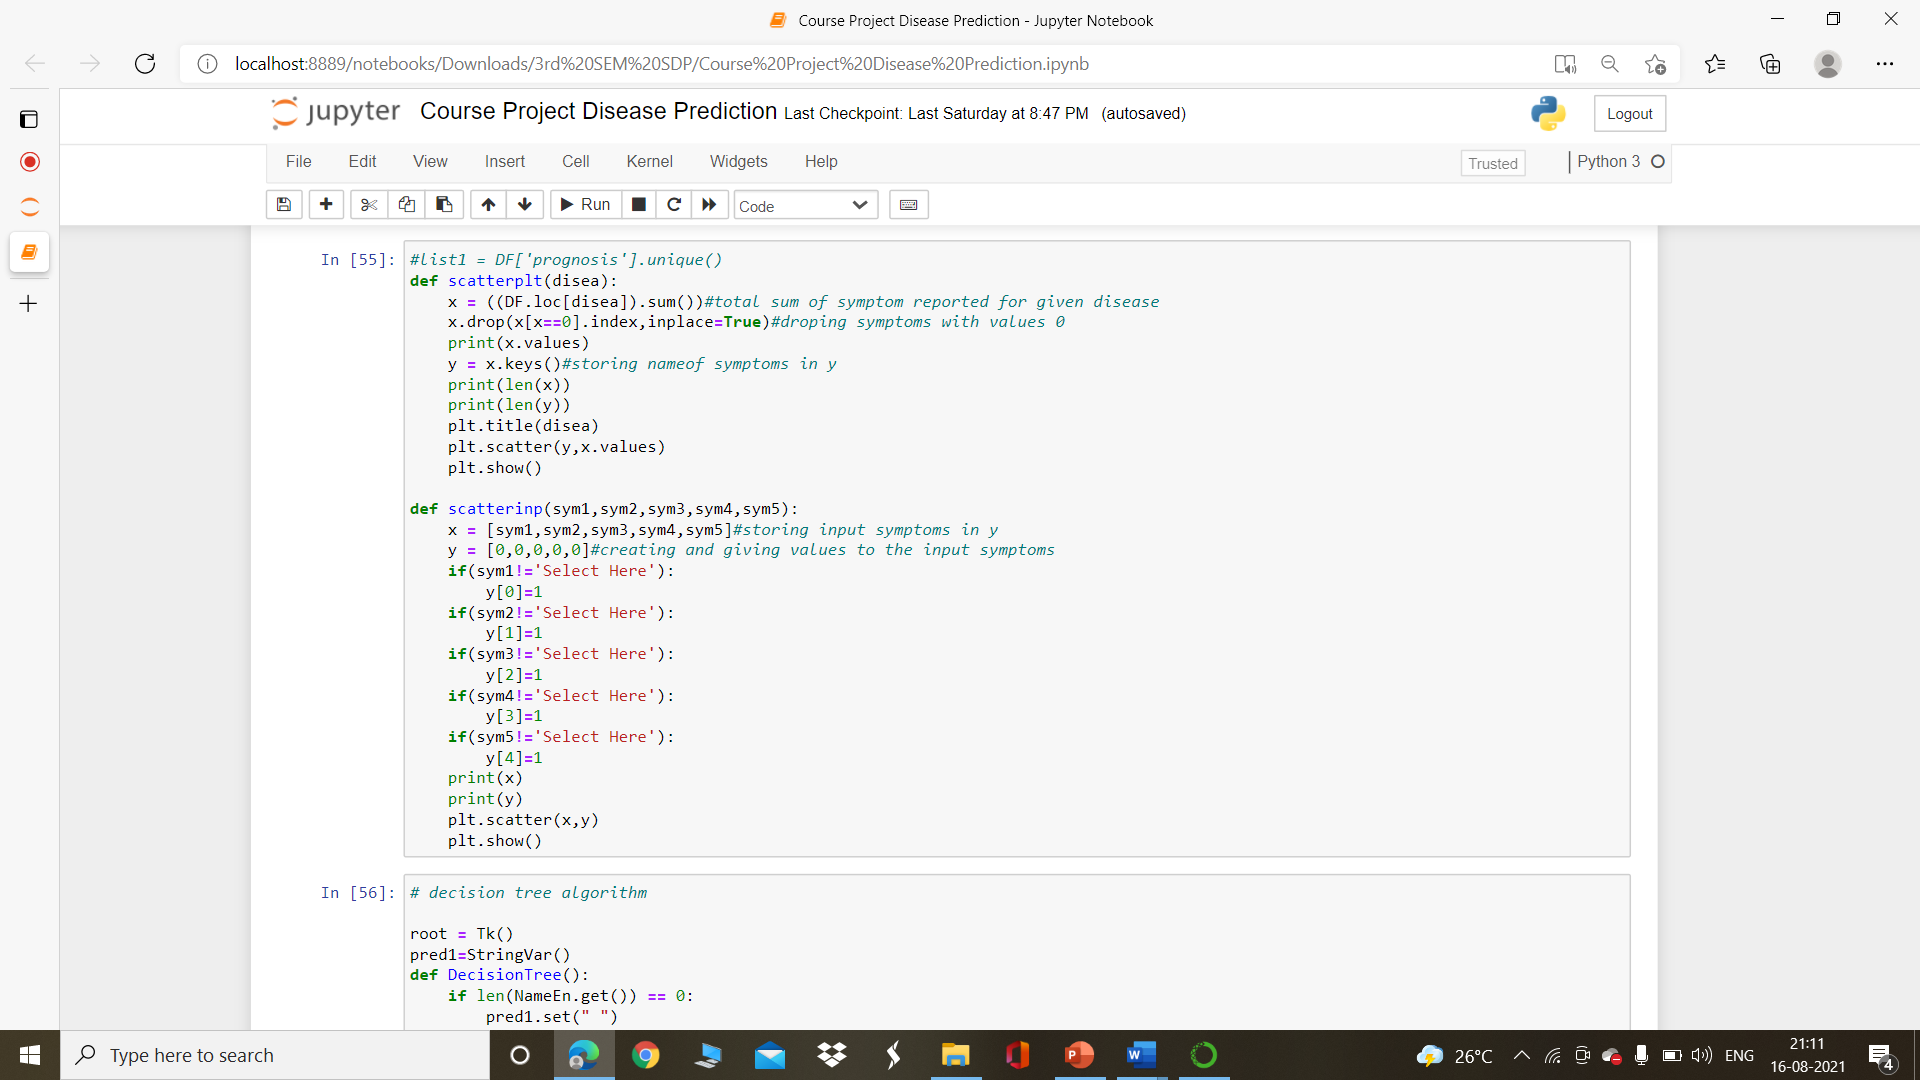 Course Project Disease Prediction - Jupyter Notebook
localhost:8889/notebooks/Downloads/3rd%20SEM%20SDP/Course%20Project%20Disease%20Prediction.ipynb
jupyter Course Project Disease Prediction Last Checkpoint: Last Saturday at 8:47 PM (autosaved)
Logout
File Edit View Insert Cell Kernel Widgets Help
Trusted
Python 3
Run
Code
In [55]:
#list1 = DF['prognosis'].unique()
def scatterplt(disea):
    x = ((DF.loc[disea]).sum())#total sum of symptom reported for given disease
    x.drop(x[x==0].index,inplace=True)#droping symptoms with values 0
    print(x.values)
    y = x.keys()#storing nameof symptoms in y
    print(len(x))
    print(len(y))
    plt.title(disea)
    plt.scatter(y,x.values)
    plt.show()

def scatterinp(sym1,sym2,sym3,sym4,sym5):
    x = [sym1,sym2,sym3,sym4,sym5]#storing input symptoms in y
    y = [0,0,0,0,0]#creating and giving values to the input symptoms
    if(sym1!='Select Here'):
        y[0]=1
    if(sym2!='Select Here'):
        y[1]=1
    if(sym3!='Select Here'):
        y[2]=1
    if(sym4!='Select Here'):
        y[3]=1
    if(sym5!='Select Here'):
        y[4]=1
    print(x)
    print(y)
    plt.scatter(x,y)
    plt.show()
In [56]:
# decision tree algorithm

root = Tk()
pred1=StringVar()
def DecisionTree():
    if len(NameEn.get()) == 0:
        pred1.set(" ")
Type here to search
26°C
ENG
21:11
16-08-2021
4